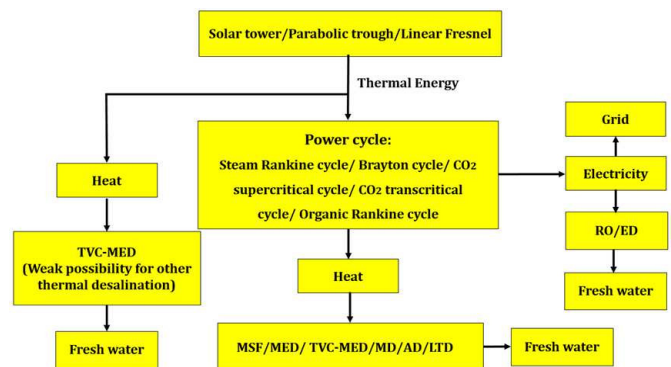 Solar tower/Parabolic trough/Linear Fresnel
Thermal Energy
Power cycle:
Steam Rankine cycle/ Brayton cycle/ CO₂
supercritical cycle/ CO₂ transcritical
cycle/ Organic Rankine cycle
Grid
Electricity
RO/ED
Fresh water
Heat
TVC-MED
(Weak possibility for other
thermal desalination)
Fresh water
Heat
MSF/MED/ TVC-MED/MD/AD/LTD
Fresh water